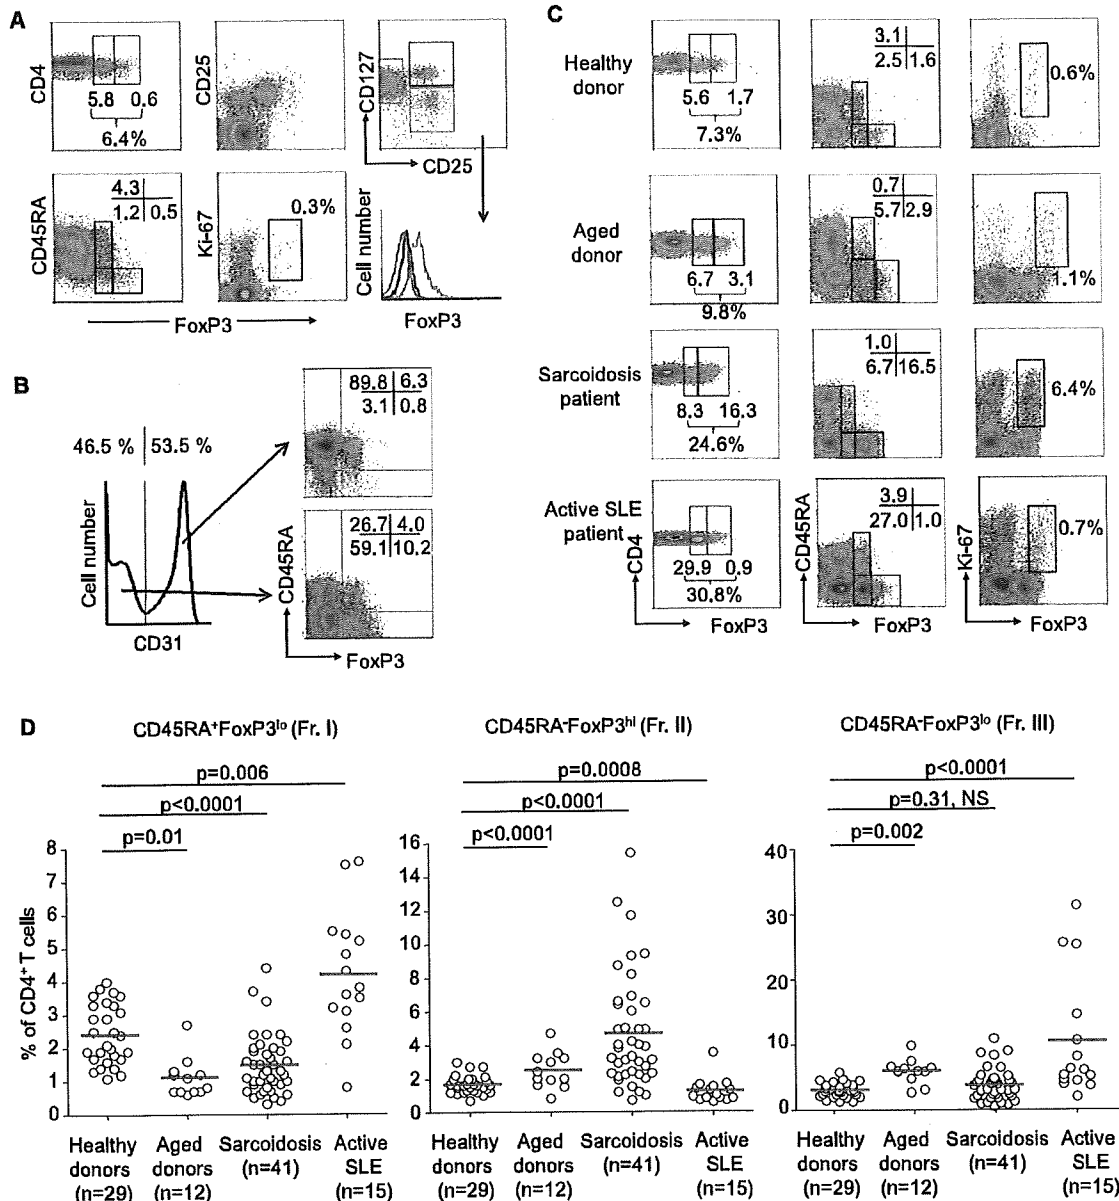 A
CD4
5.8 0.6
6.4%
CD25
CD127
CD25
CD45RA
4.3
1.2 0.5
Ki-67
0.3%
Cell number
FoxP3
FoxP3
B
46.5 % 53.5 %
Cell number
CD31
89.8 6.3
3.1 0.8
26.7 4.0
59.1 10.2
CD45RA
FoxP3
C
Healthy
donor
5.6 1.7
7.3%
3.1
2.5 1.6
0.6%
Aged
donor
6.7 3.1
9.8%
0.7
5.7 2.9
1.1%
Sarcoidosis
patient
8.3 16.3
24.6%
1.0
6.7 16.5
6.4%
Active SLE
patient
CD4
29.9 0.9
30.8%
FoxP3
CD45RA
3.9
27.0 1.0
FoxP3
Ki-67
0.7%
FoxP3
D
CD45RA+FoxP3lo (Fr. I)
p=0.006
p<0.0001
p=0.01
% of CD4+ T cells
8
7
6
5
4
3
2
1
0
Healthy Aged Sarcoidosis Active
donors donors (n=41) SLE
(n=29) (n=12) (n=15)
CD45RA-FoxP3hi (Fr. II)
p=0.0008
p<0.0001
p<0.0001
16
14
12
10
8
6
4
2
0
Healthy Aged Sarcoidosis Active
donors donors (n=41) SLE
(n=29) (n=12) (n=15)
CD45RA-FoxP3lo (Fr. III)
p<0.0001
p=0.31, NS
p=0.002
40
30
20
10
0
Healthy Aged Sarcoidosis Active
donors donors (n=41) SLE
(n=29) (n=12) (n=15)